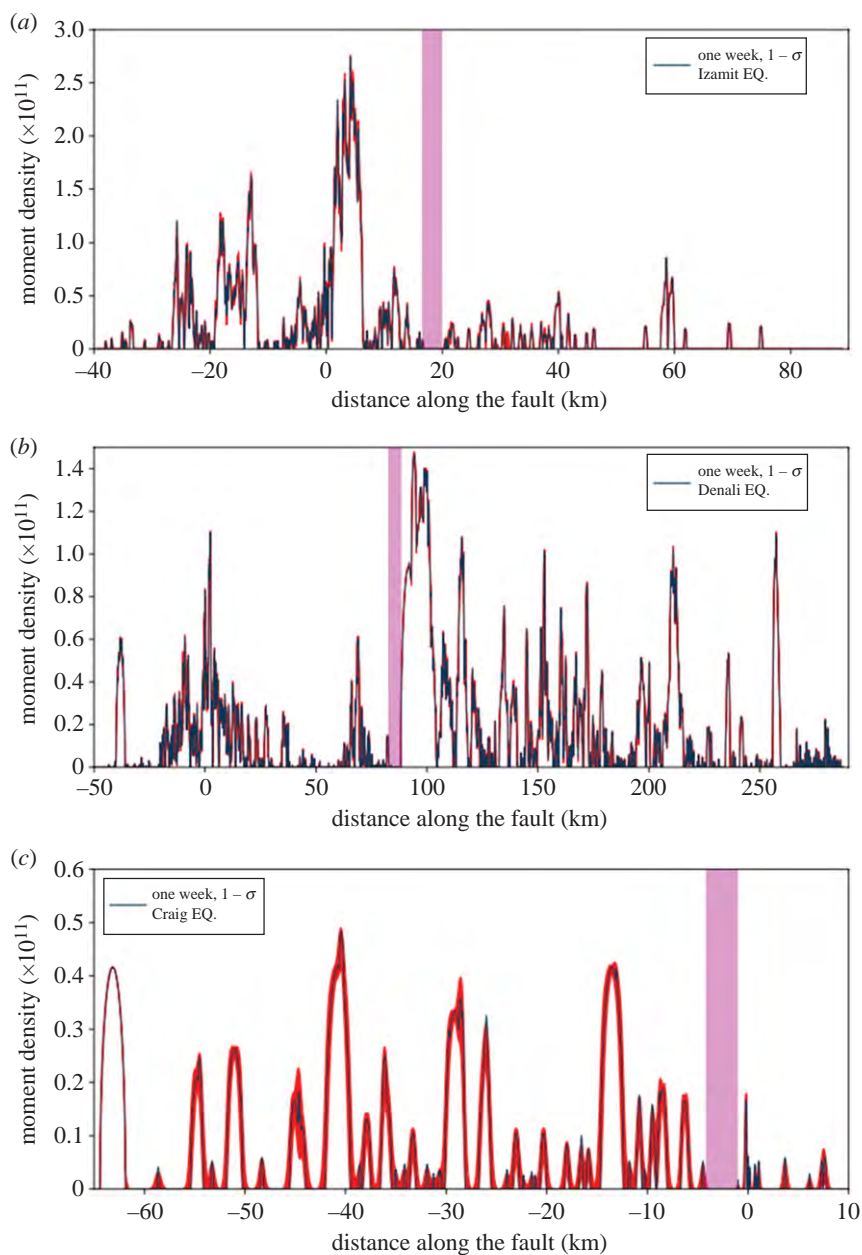 (a)
3.0
2.5
2.0
1.5
1.0
0.5
0
moment density (×10¹¹)
one week, 1 – σ
Izamit EQ.
–40 –20 0 20 40 60 80
distance along the fault (km)
(b)
1.4
1.2
1.0
0.8
0.6
0.4
0.2
0
moment density (×10¹¹)
one week, 1 – σ
Denali EQ.
–50 0 50 100 150 200 250
distance along the fault (km)
(c)
0.6
0.5
0.4
0.3
0.2
0.1
0
moment density (×10¹¹)
one week, 1 – σ
Craig EQ.
–60 –50 –40 –30 –20 –10 0 10
distance along the fault (km)